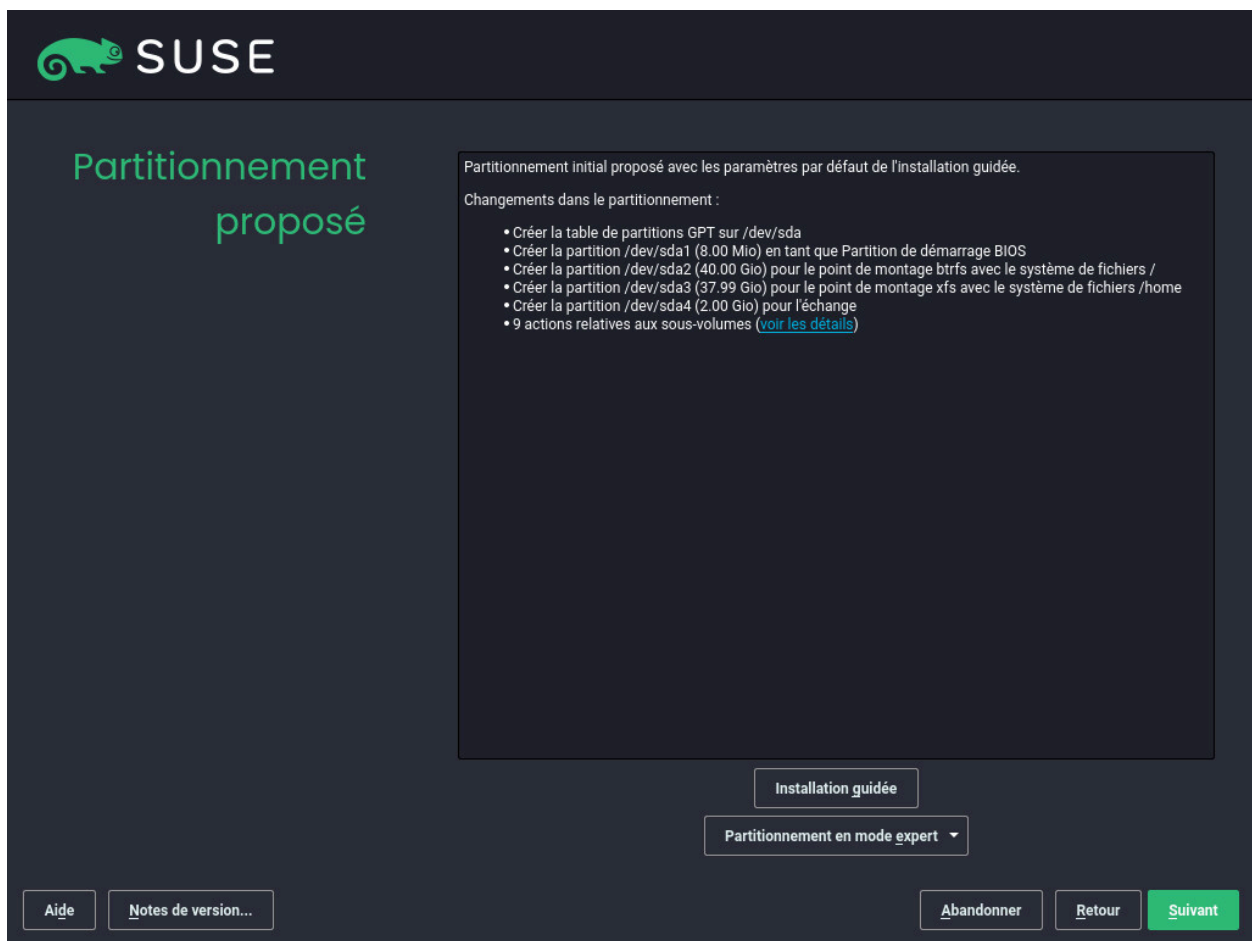 SUSE
Partitionnement
proposé
Partitionnement initial proposé avec les paramètres par défaut de l'installation guidée.
Changements dans le partitionnement :
• Créer la table de partitions GPT sur /dev/sda
• Créer la partition /dev/sda1 (8.00 Mio) en tant que Partition de démarrage BIOS
• Créer la partition /dev/sda2 (40.00 Gio) pour le point de montage btrfs avec le système de fichiers /
• Créer la partition /dev/sda3 (37.99 Gio) pour le point de montage xfs avec le système de fichiers /home
• Créer la partition /dev/sda4 (2.00 Gio) pour l'échange
• 9 actions relatives aux sous-volumes (voir les détails)
Installation guidée
Partitionnement en mode expert
Aide
Notes de version...
Abandonner
Retour
Suivant